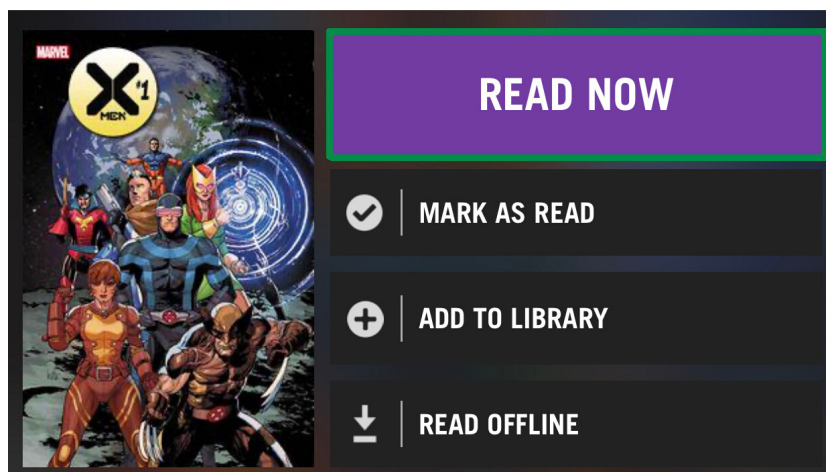 MARVEL
X
#1
MEN
READ NOW
MARK AS READ
ADD TO LIBRARY
READ OFFLINE